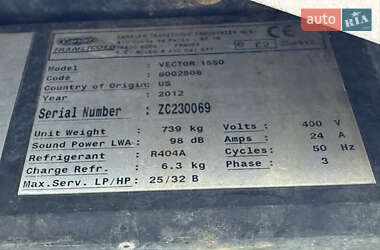 auto RIA.com
Carrier
TRANSICOLD
FRANCE
Model : VECTOR 1550
Code :
Country of Origin : US
Year : 2012
Serial Number : ZC230069
Unit Weight : 739 kg Volts : 400 V
Sound Power LWA : 98 dB Amps : 24 A
Refrigerant : R404A Cycles: 50 Hz
Charge Refr. : 6.3 kg Phase : 3
Max.Serv. LP/HP : 25/32 B